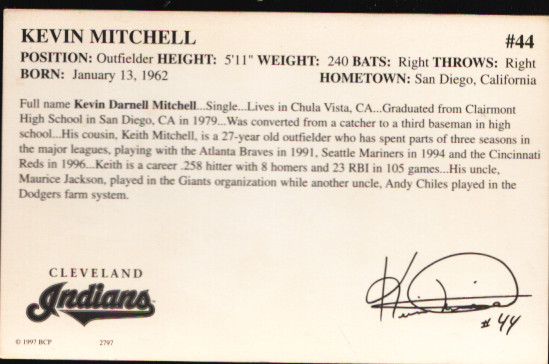 KEVIN MITCHELL #44
POSITION: Outfielder HEIGHT: 5'11" WEIGHT: 240 BATS: Right THROWS: Right
BORN: January 13, 1962 HOMETOWN: San Diego, California
Full name Kevin Darnell Mitchell...Single...Lives in Chula Vista, CA...Graduated from Clairmont
High School in San Diego, CA in 1979...Was converted from a catcher to a third baseman in high
school...His cousin, Keith Mitchell, is a 27-year old outfielder who has spent parts of three seasons in
the major leagues, playing with the Atlanta Braves in 1991, Seattle Mariners in 1994 and the Cincinnati
Reds in 1996...Keith is a career .258 hitter with 8 homers and 23 RBI in 105 games...His uncle,
Maurice Jackson, played in the Giants organization while another uncle, Andy Chiles played in the
Dodgers farm system.
CLEVELAND
Indians
#44
© 1997 BCP 2797